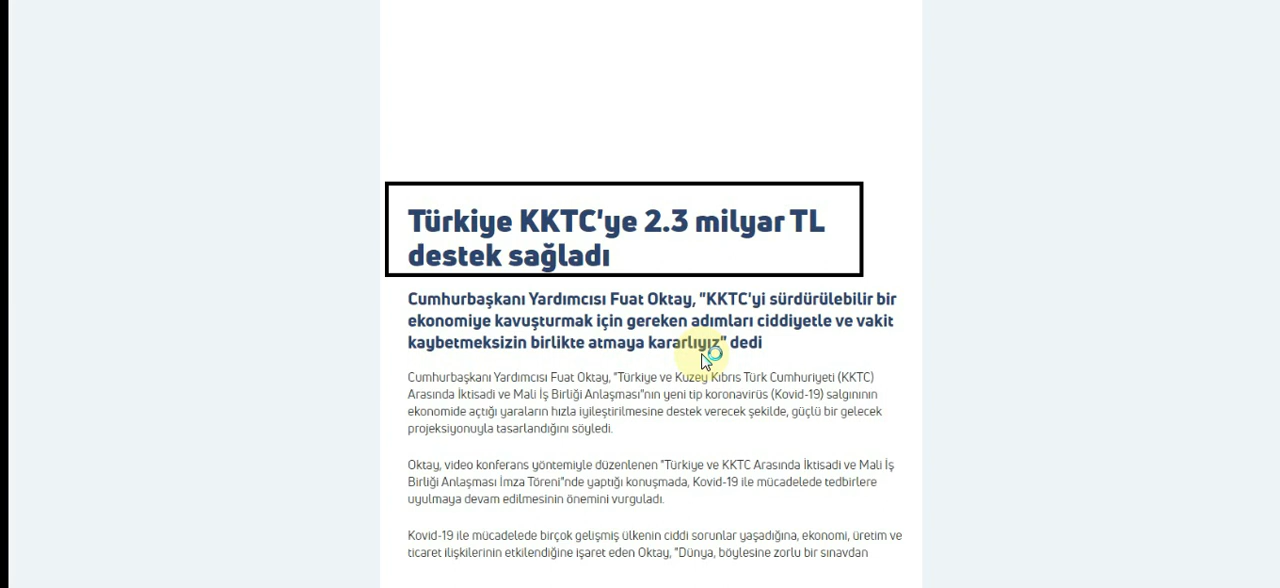 Türkiye KKTC'ye 2.3 milyar TL
destek sağladı
Cumhurbaşkanı Yardımcısı Fuat Oktay, "KKTC'yi sürdürülebilir bir
ekonomiye kavuşturmak için gereken adımları ciddiyetle ve vakit
kaybetmeksizin birlikte atmaya kararlıyız" dedi
Cumhurbaşkanı Yardımcısı Fuat Oktay, "Türkiye ve Kuzey Kıbrıs Türk Cumhuriyeti (KKTC)
Arasında İktisadi ve Mali İş Birliği Anlaşması"nın yeni tip koronavirüs (Kovid-19) salgınının
ekonomide açtığı yaraların hızla iyileştirilmesine destek verecek şekilde, güçlü bir gelecek
projeksiyonuyla tasarlandığını söyledi.
Oktay, video konferans yöntemiyle düzenlenen "Türkiye ve KKTC Arasında İktisadi ve Mali İş
Birliği Anlaşması İmza Töreni"nde yaptığı konuşmada, Kovid-19 ile mücadelede tedbirlere
uyulmaya devam edilmesinin önemini vurguladı.
Kovid-19 ile mücadelede birçok gelişmiş ülkenin ciddi sorunlar yaşadığına, ekonomi, üretim ve
ticaret ilişkilerinin etkilendiğine işaret eden Oktay, "Dünya, böylesine zorlu bir sınavdan